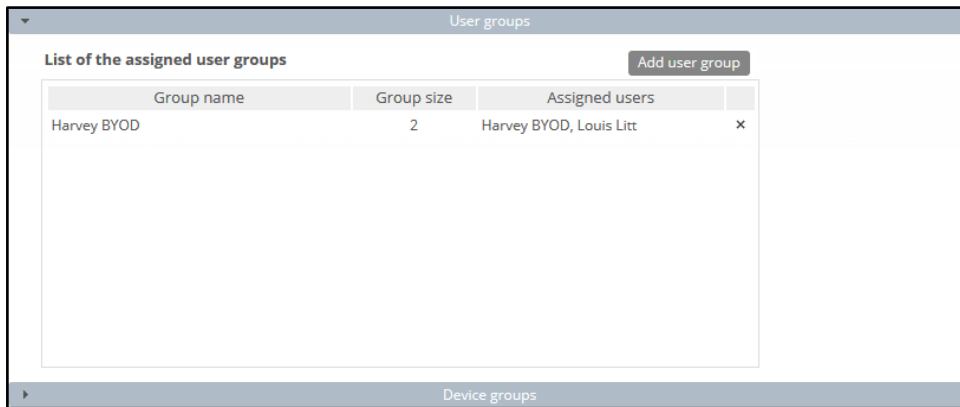 User groups
List of the assigned user groups
Add user group
Group name Group size Assigned users
Harvey BYOD 2 Harvey BYOD, Louis Litt ×
Device groups